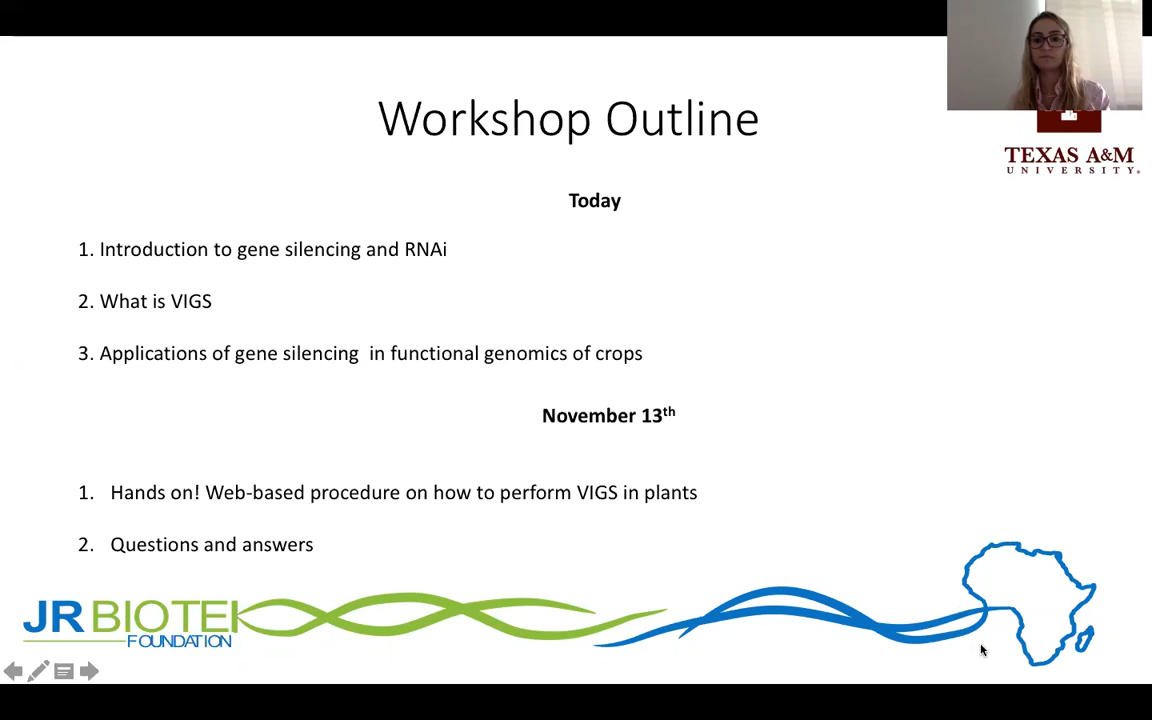 Workshop Outline
TEXAS A&M
UNIVERSITY®
Today
1. Introduction to gene silencing and RNAi
2. What is VIGS
3. Applications of gene silencing  in functional genomics of crops
November 13th
1. Hands on! Web-based procedure on how to perform VIGS in plants
2. Questions and answers
JR BIOTEK
FOUNDATION